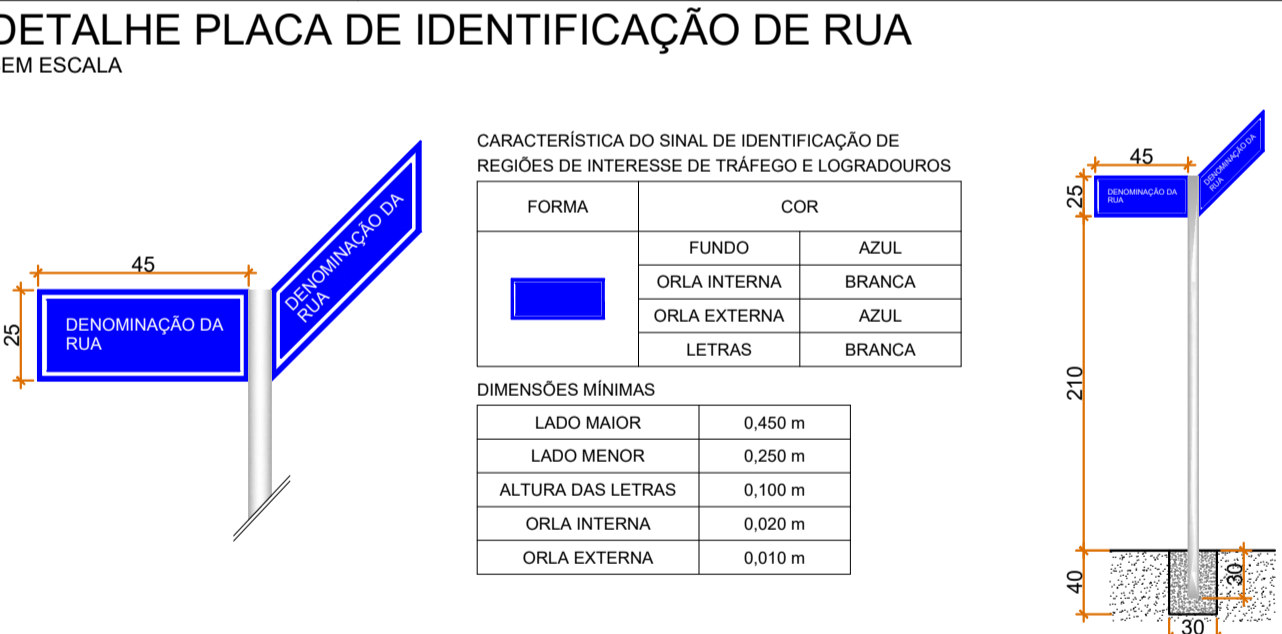 DETALHE PLACA DE IDENTIFICAÇÃO DE RUA
EM ESCALA
45
25
DENOMINAÇÃO DA
RUA
DENOMINAÇÃO DA
RUA
CARACTERÍSTICA DO SINAL DE IDENTIFICAÇÃO DE
REGIÕES DE INTERESSE DE TRÁFEGO E LOGRADOUROS
FORMA COR
FUNDO AZUL
ORLA INTERNA BRANCA
ORLA EXTERNA AZUL
LETRAS BRANCA
DIMENSÕES MÍNIMAS
LADO MAIOR 0,450 m
LADO MENOR 0,250 m
ALTURA DAS LETRAS 0,100 m
ORLA INTERNA 0,020 m
ORLA EXTERNA 0,010 m
45
25
DENOMINAÇÃO DA
RUA
DENOMINAÇÃO DA
RUA
210
40
30
30